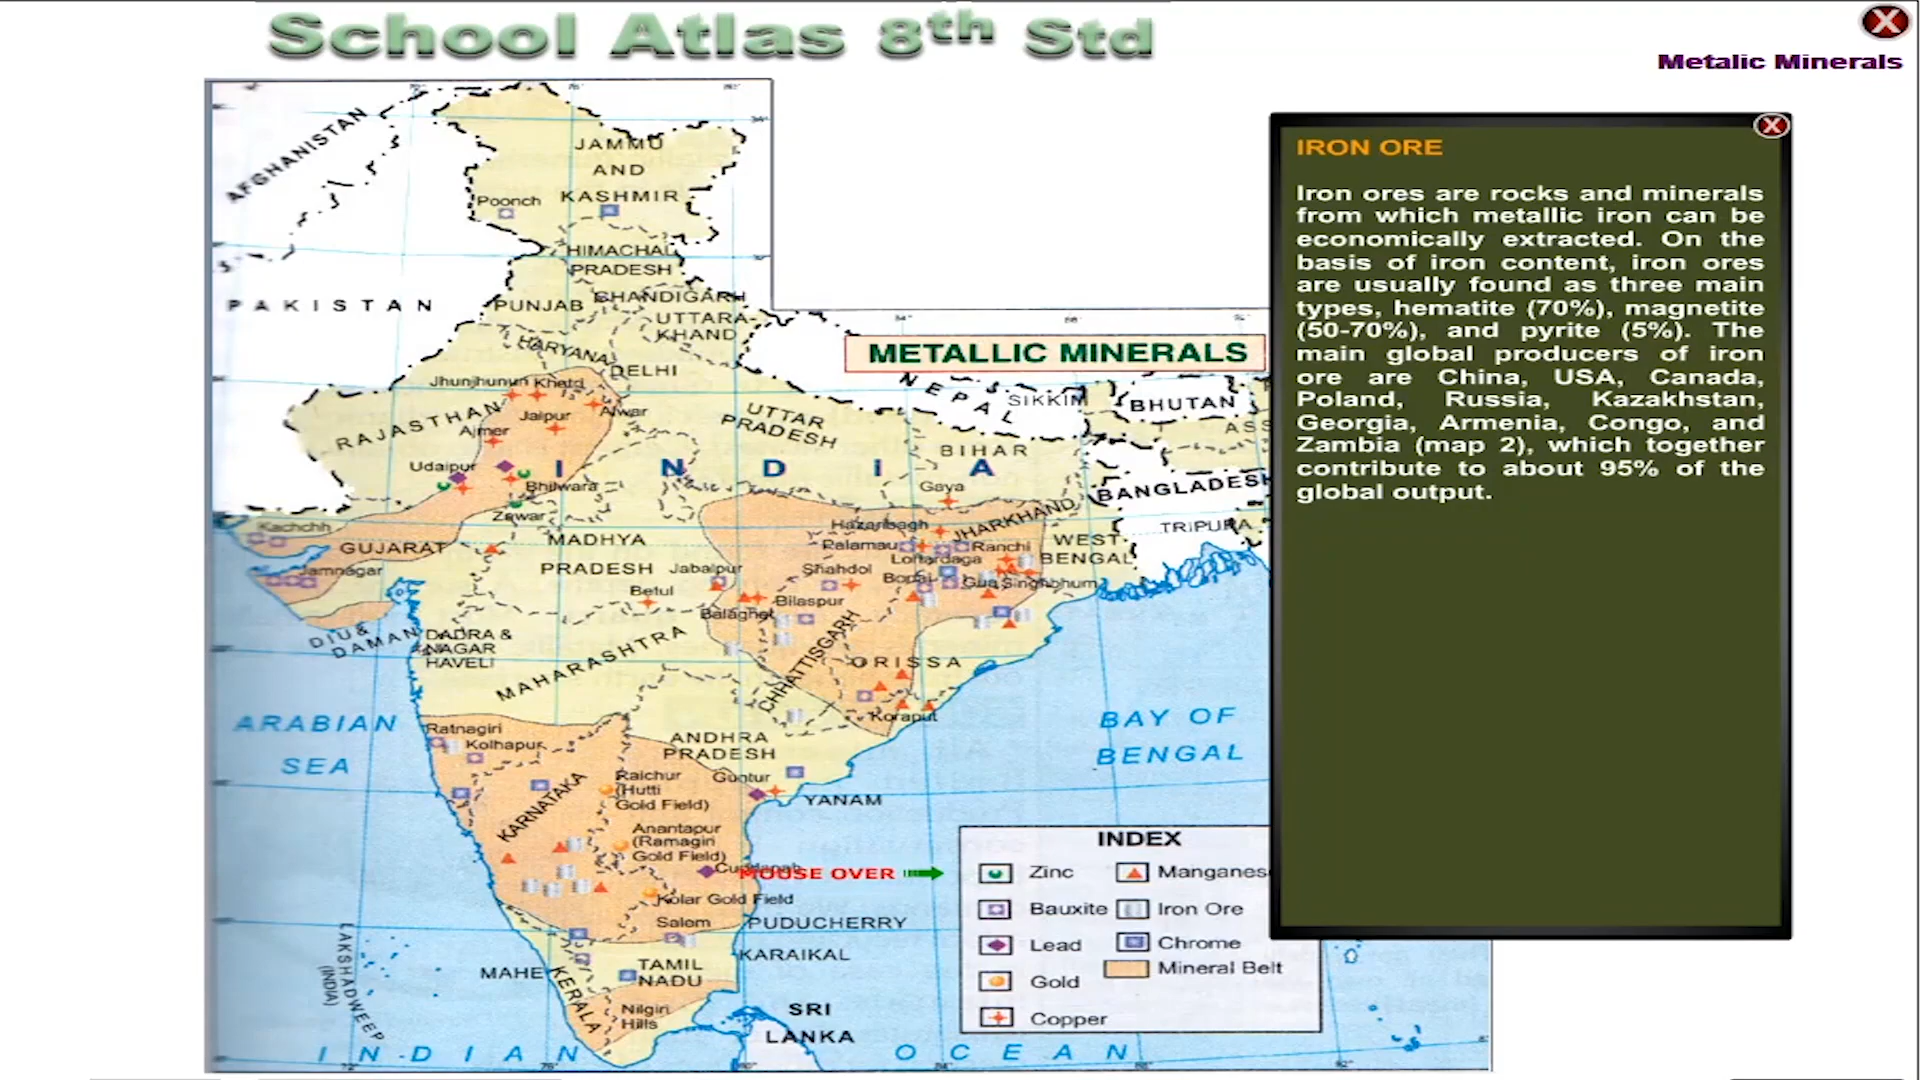 School Atlas 8th Std
Metalic Minerals
AFGHANISTAN
JAMMU
AND
KASHMIR
Poonch
HIMACHAL
PRADESH
PAKISTAN
PUNJAB
CHANDIGARH
UTTARA-
KHAND
HARYANA
DELHI
METALLIC MINERALS
NEPAL
SIKKIM
BHUTAN
ASS
Jhunjhunun Khetri
RAJASTHAN
Jaipur
Alwar
Ajmer
UTTAR
PRADESH
BIHAR
Udaipur
INDiA
Bhilwara
Gaya
BANGLADESH
Zawar
Kachchh
GUJARAT
Jamnagar
MADHYA
PRADESH
Jabalpur
Hazaribagh
JHARKHAND
TRiPURA
Palamau
Ranchi
WEST
BENGAL
Lohardaga
Shahdol
Gua Singhbhum
Betul
Balaghat
Bilaspur
DIU &
DAMAN
DADRA &
NAGAR
HAVELI
MAHARASHTRA
CHHATTISGARH
ORISSA
Koraput
ARABIAN
SEA
BAY OF
BENGAL
Ratnagiri
Kolhapur
ANDHRA
PRADESH
KARNATAKA
Raichur
(Hutti
Gold Field)
Guntur
YANAM
Anantapur
(Ramagiri
Gold Field)
Cuddapah
MOUSE OVER
Kolar Gold Field
Salem
PUDUCHERRY
KARAIKAL
MAHE
KERALA
TAMIL
NADU
Nilgiri
Hills
LAKSHADWEEP
(INDIA)
SRI
LANKA
INDIAN OCEAN
INDEX
Zinc
Manganes
Bauxite
Iron Ore
Lead
Chrome
Gold
Mineral Belt
Copper
IRON ORE
Iron ores are rocks and minerals
from which metallic iron can be
economically extracted. On the
basis of iron content, iron ores
are usually found as three main
types, hematite (70%), magnetite
(50-70%), and pyrite (5%). The
main global producers of iron
ore are China, USA, Canada,
Poland, Russia, Kazakhstan,
Georgia, Armenia, Congo, and
Zambia (map 2), which together
contribute to about 95% of the
global output.